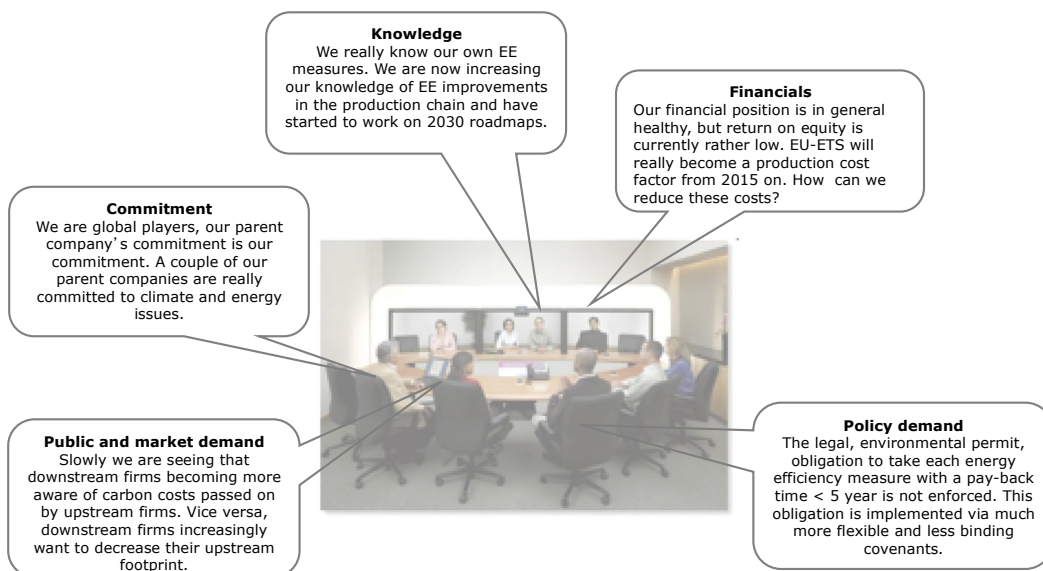 Knowledge
We really know our own EE
measures. We are now increasing
our knowledge of EE improvements
in the production chain and have
started to work on 2030 roadmaps.
Financials
Our financial position is in general
healthy, but return on equity is
currently rather low. EU-ETS will
really become a production cost
factor from 2015 on. How  can we
reduce these costs?
Commitment
We are global players, our parent
company’s commitment is our
commitment. A couple of our
parent companies are really
committed to climate and energy
issues.
Public and market demand
Slowly we are seeing that
downstream firms becoming more
aware of carbon costs passed on
by upstream firms. Vice versa,
downstream firms increasingly
want to decrease their upstream
footprint.
Policy demand
The legal, environmental permit,
obligation to take each energy
efficiency measure with a pay-back
time < 5 year is not enforced. This
obligation is implemented via much
more flexible and less binding
covenants.